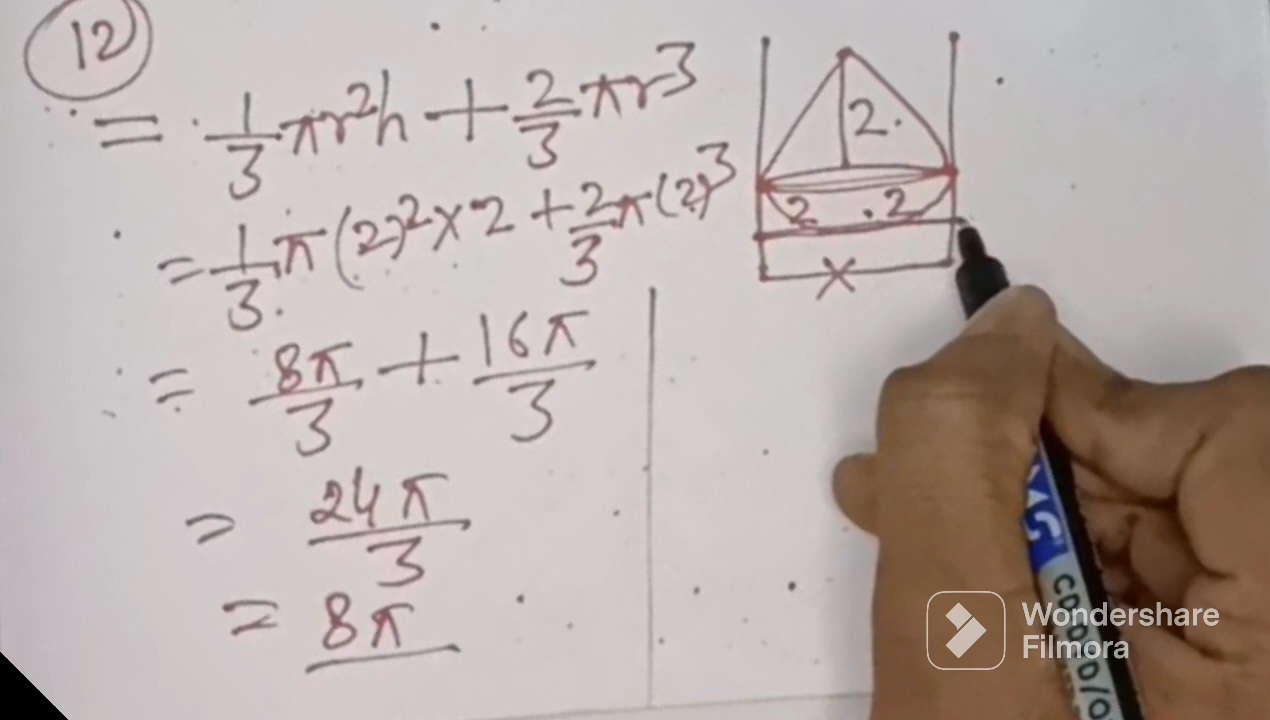 12
= 1/3 πr²h + 2/3 πr³
= 1/3 π(2)² × 2 + 2/3 π(2)³
= 8π/3 + 16π/3
= 24π/3
= 8π
2.
2 . 2
X
Wondershare
Filmora